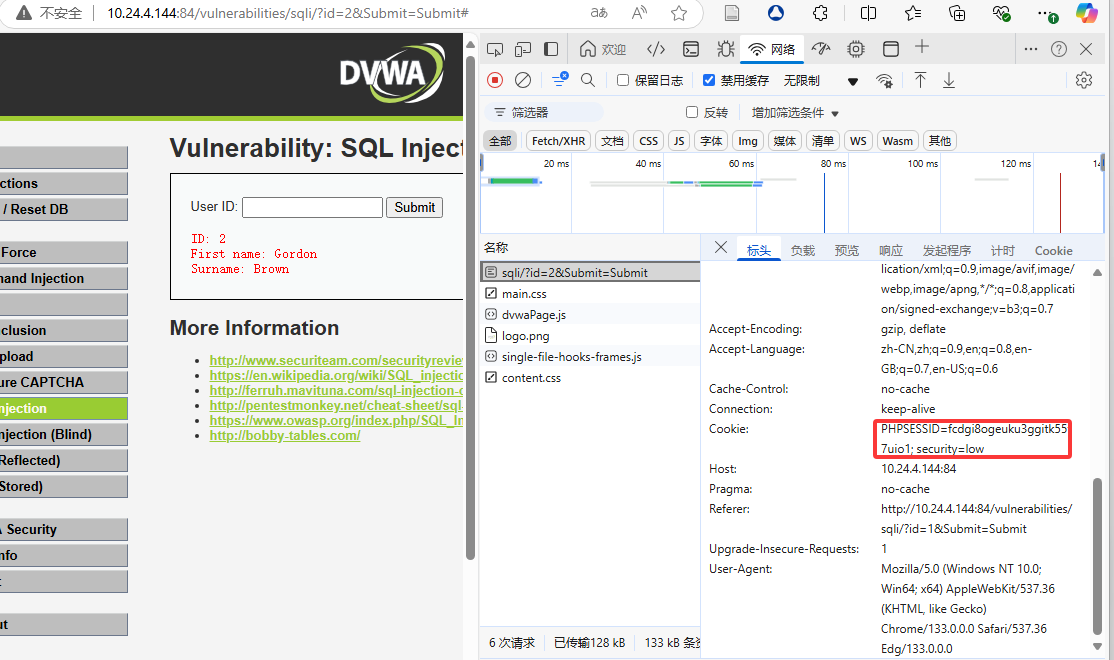 不安全
10.24.4.144:84/vulnerabilities/sqli/?id=2&Submit=Submit#
あ
A
DVWA
ctions
/ Reset DB
Force
mand Injection
clusion
pload
ure CAPTCHA
njection
njection (Blind)
Reflected)
Stored)
Security
nfo
ut
Vulnerability: SQL Inject
User ID:
Submit
ID: 2
First name: Gordon
Surname: Brown
More Information
http://www.securiteam.com/securityrevie
https://en.wikipedia.org/wiki/SQL_injectio
http://ferruh.mavituna.com/sql-injection-c
http://pentestmonkey.net/cheat-sheet/sql-
https://www.owasp.org/index.php/SQL_In
http://bobby-tables.com/
欢迎
网络
保留日志
禁用缓存
无限制
筛选器
反转
增加筛选条件
全部
Fetch/XHR
文档
CSS
JS
字体
Img
媒体
清单
WS
Wasm
其他
20 ms
40 ms
60 ms
80 ms
100 ms
120 ms
名称
sqli/?id=2&Submit=Submit
main.css
dvwaPage.js
logo.png
single-file-hooks-frames.js
content.css
6 次请求
已传输128 kB
133 kB 条
标头
负载
预览
响应
发起程序
计时
Cookie
lication/xml;q=0.9,image/avif,image/
webp,image/apng,*/*;q=0.8,applicati
on/signed-exchange;v=b3;q=0.7
Accept-Encoding:
gzip, deflate
Accept-Language:
zh-CN,zh;q=0.9,en;q=0.8,en-
GB;q=0.7,en-US;q=0.6
Cache-Control:
no-cache
Connection:
keep-alive
Cookie:
PHPSESSID=fcdgi8ogeuku3ggitk55
7uio1; security=low
Host:
10.24.4.144:84
Pragma:
no-cache
Referer:
http://10.24.4.144:84/vulnerabilities/
sqli/?id=1&Submit=Submit
Upgrade-Insecure-Requests:
1
User-Agent:
Mozilla/5.0 (Windows NT 10.0;
Win64; x64) AppleWebKit/537.36
(KHTML, like Gecko)
Chrome/133.0.0.0 Safari/537.36
Edg/133.0.0.0